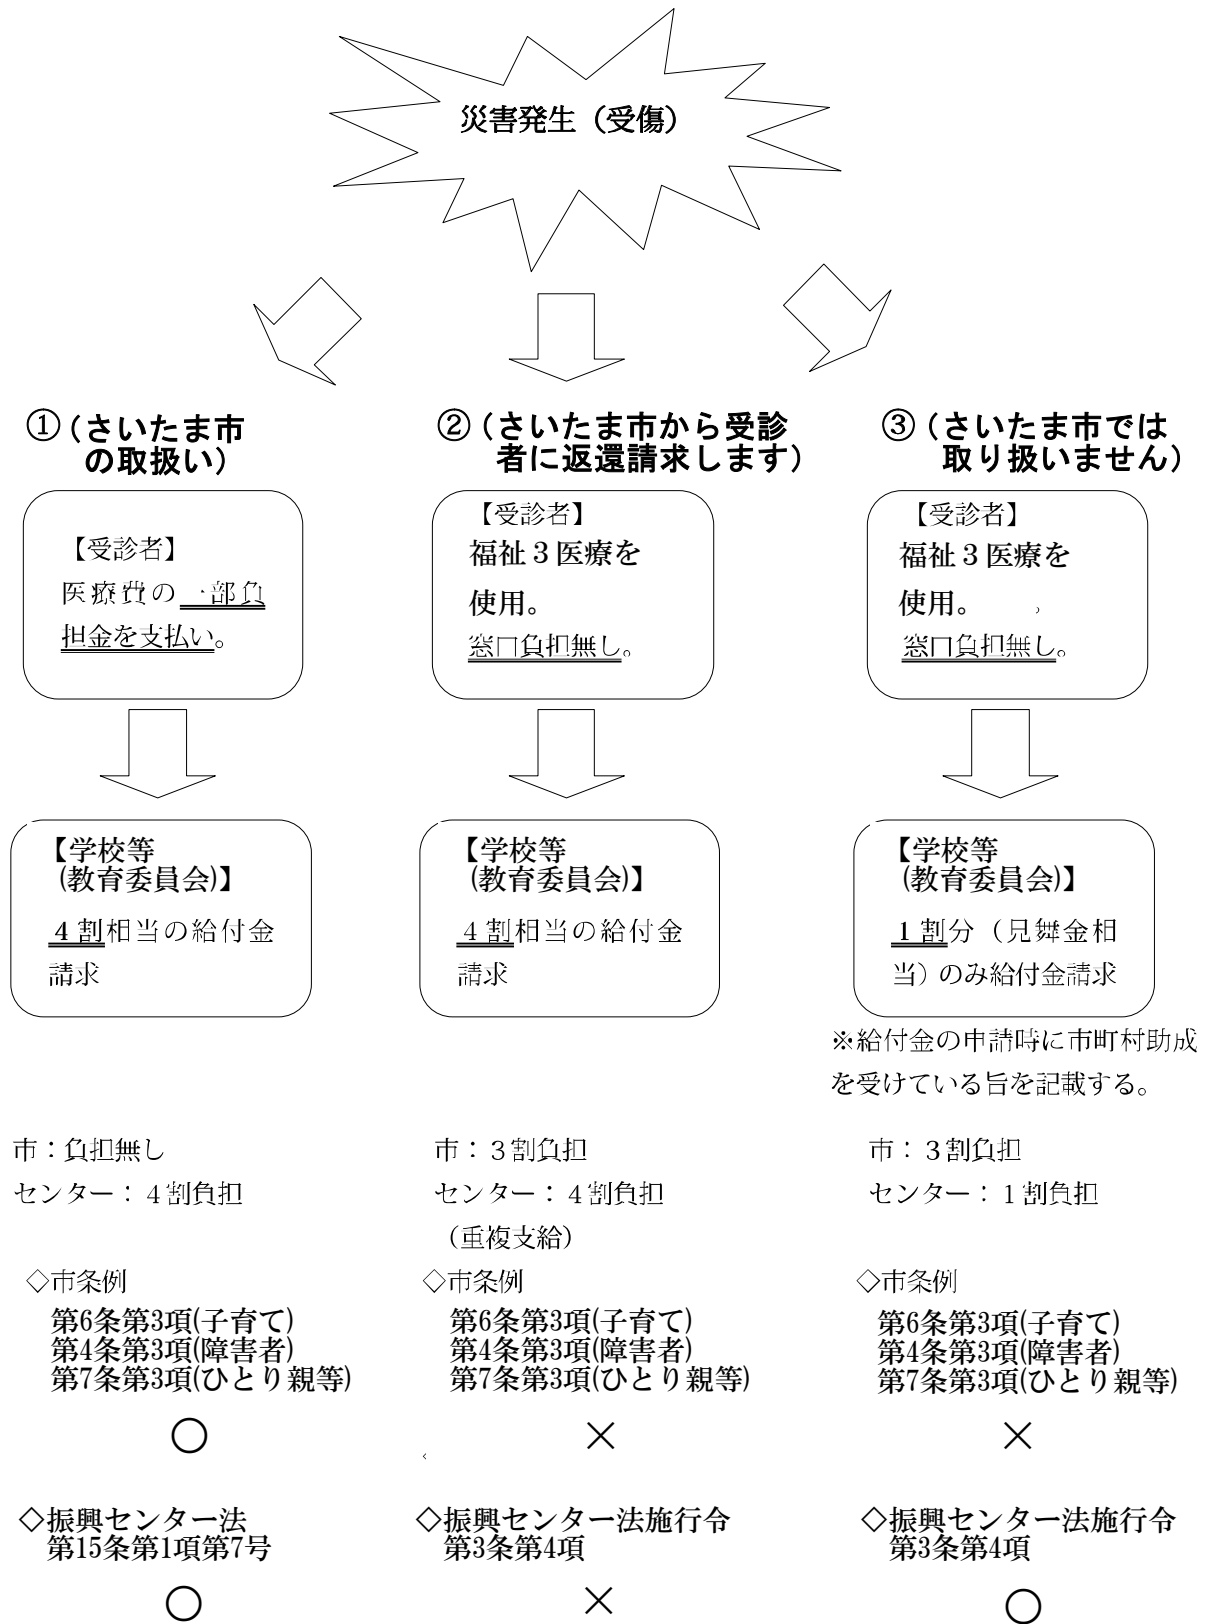 災害発生（受傷）
①（さいたま市
の取扱い）
【受診者】
医療費の一部負
担金を支払い。
【学校等
(教育委員会)】
４割相当の給付金
請求
市：負担無し
センター：４割負担
◇市条例
第6条第3項(子育て)
第4条第3項(障害者)
第7条第3項(ひとり親等)
○
◇振興センター法
第15条第1項第7号
○
②（さいたま市から受診
者に返還請求します）
【受診者】
福祉３医療を
使用。
窓口負担無し。
【学校等
(教育委員会)】
４割相当の給付金
請求
市：３割負担
センター：４割負担
（重複支給）
◇市条例
第6条第3項(子育て)
第4条第3項(障害者)
第7条第3項(ひとり親等)
×
◇振興センター法施行令
第3条第4項
×
③（さいたま市では
取り扱いません）
【受診者】
福祉３医療を
使用。
窓口負担無し。
【学校等
(教育委員会)】
１割分（見舞金相
当）のみ給付金請求
※給付金の申請時に市町村助成
を受けている旨を記載する。
市：３割負担
センター：１割負担
◇市条例
第6条第3項(子育て)
第4条第3項(障害者)
第7条第3項(ひとり親等)
×
◇振興センター法施行令
第3条第4項
○